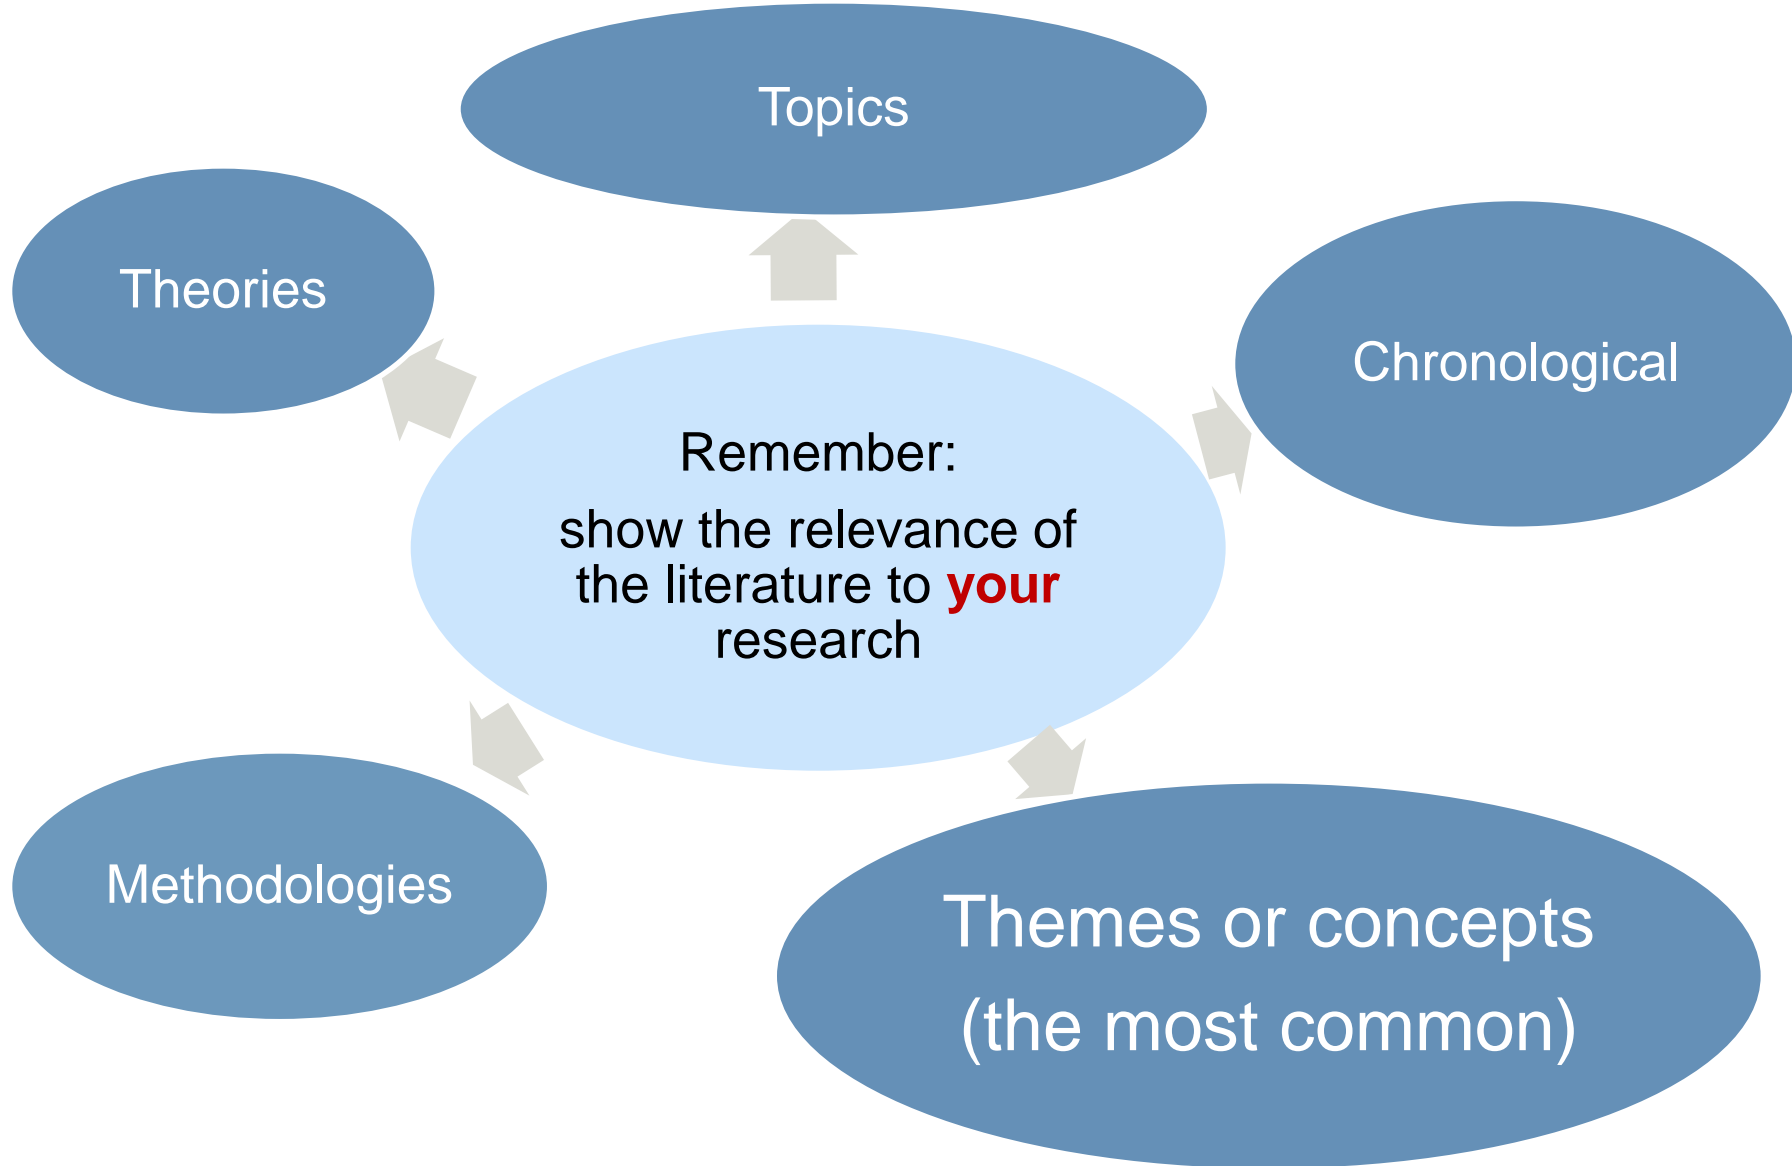 Topics
Theories
Chronological
Remember:
show the relevance of
the literature to your
research
Methodologies
Themes or concepts
(the most common)